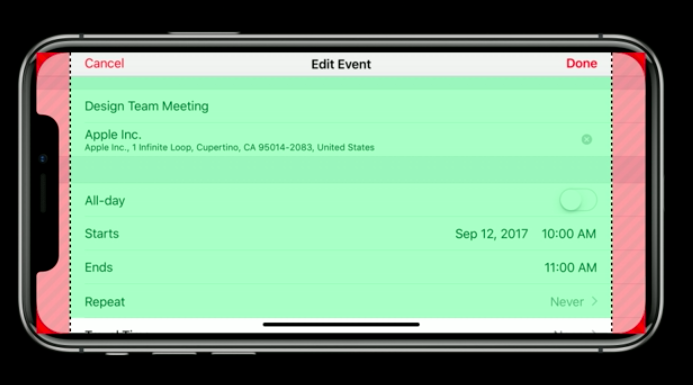 Cancel Edit Event Done
Design Team Meeting
Apple Inc.
Apple Inc., 1 Infinite Loop, Cupertino, CA 95014-2083, United States
All-day
Starts Sep 12, 2017 10:00 AM
Ends 11:00 AM
Repeat Never